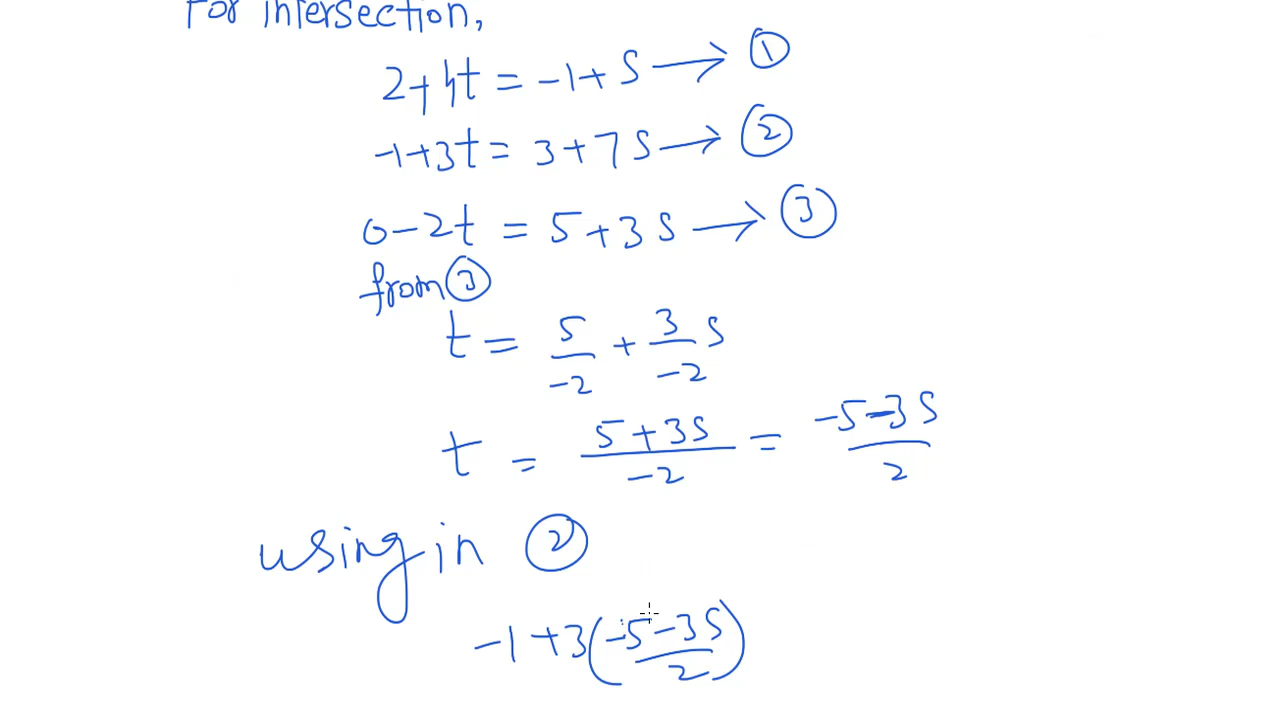 For intersection,
2+4t = -1+S → ①
-1+3t = 3+7S → ②
0-2t = 5+3S → ③
from ③
t = 5/-2 + 3/-2 S
t = 5+3S/-2 = -5-3S/2
using in ②
-1+3(-5-3S/2)